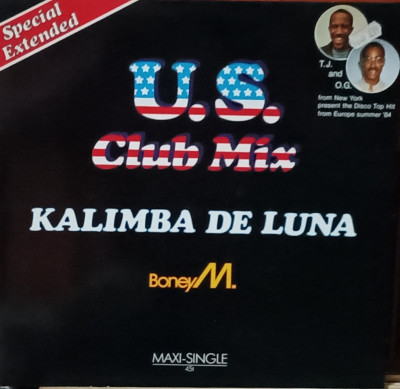 Special
Extended
T.J.
and
O.G.
from New York
present the Disco Top Hit
from Europe summer '84
U.S.
Club Mix
KALIMBA DE LUNA
Boney M.
MAXI-SINGLE
45